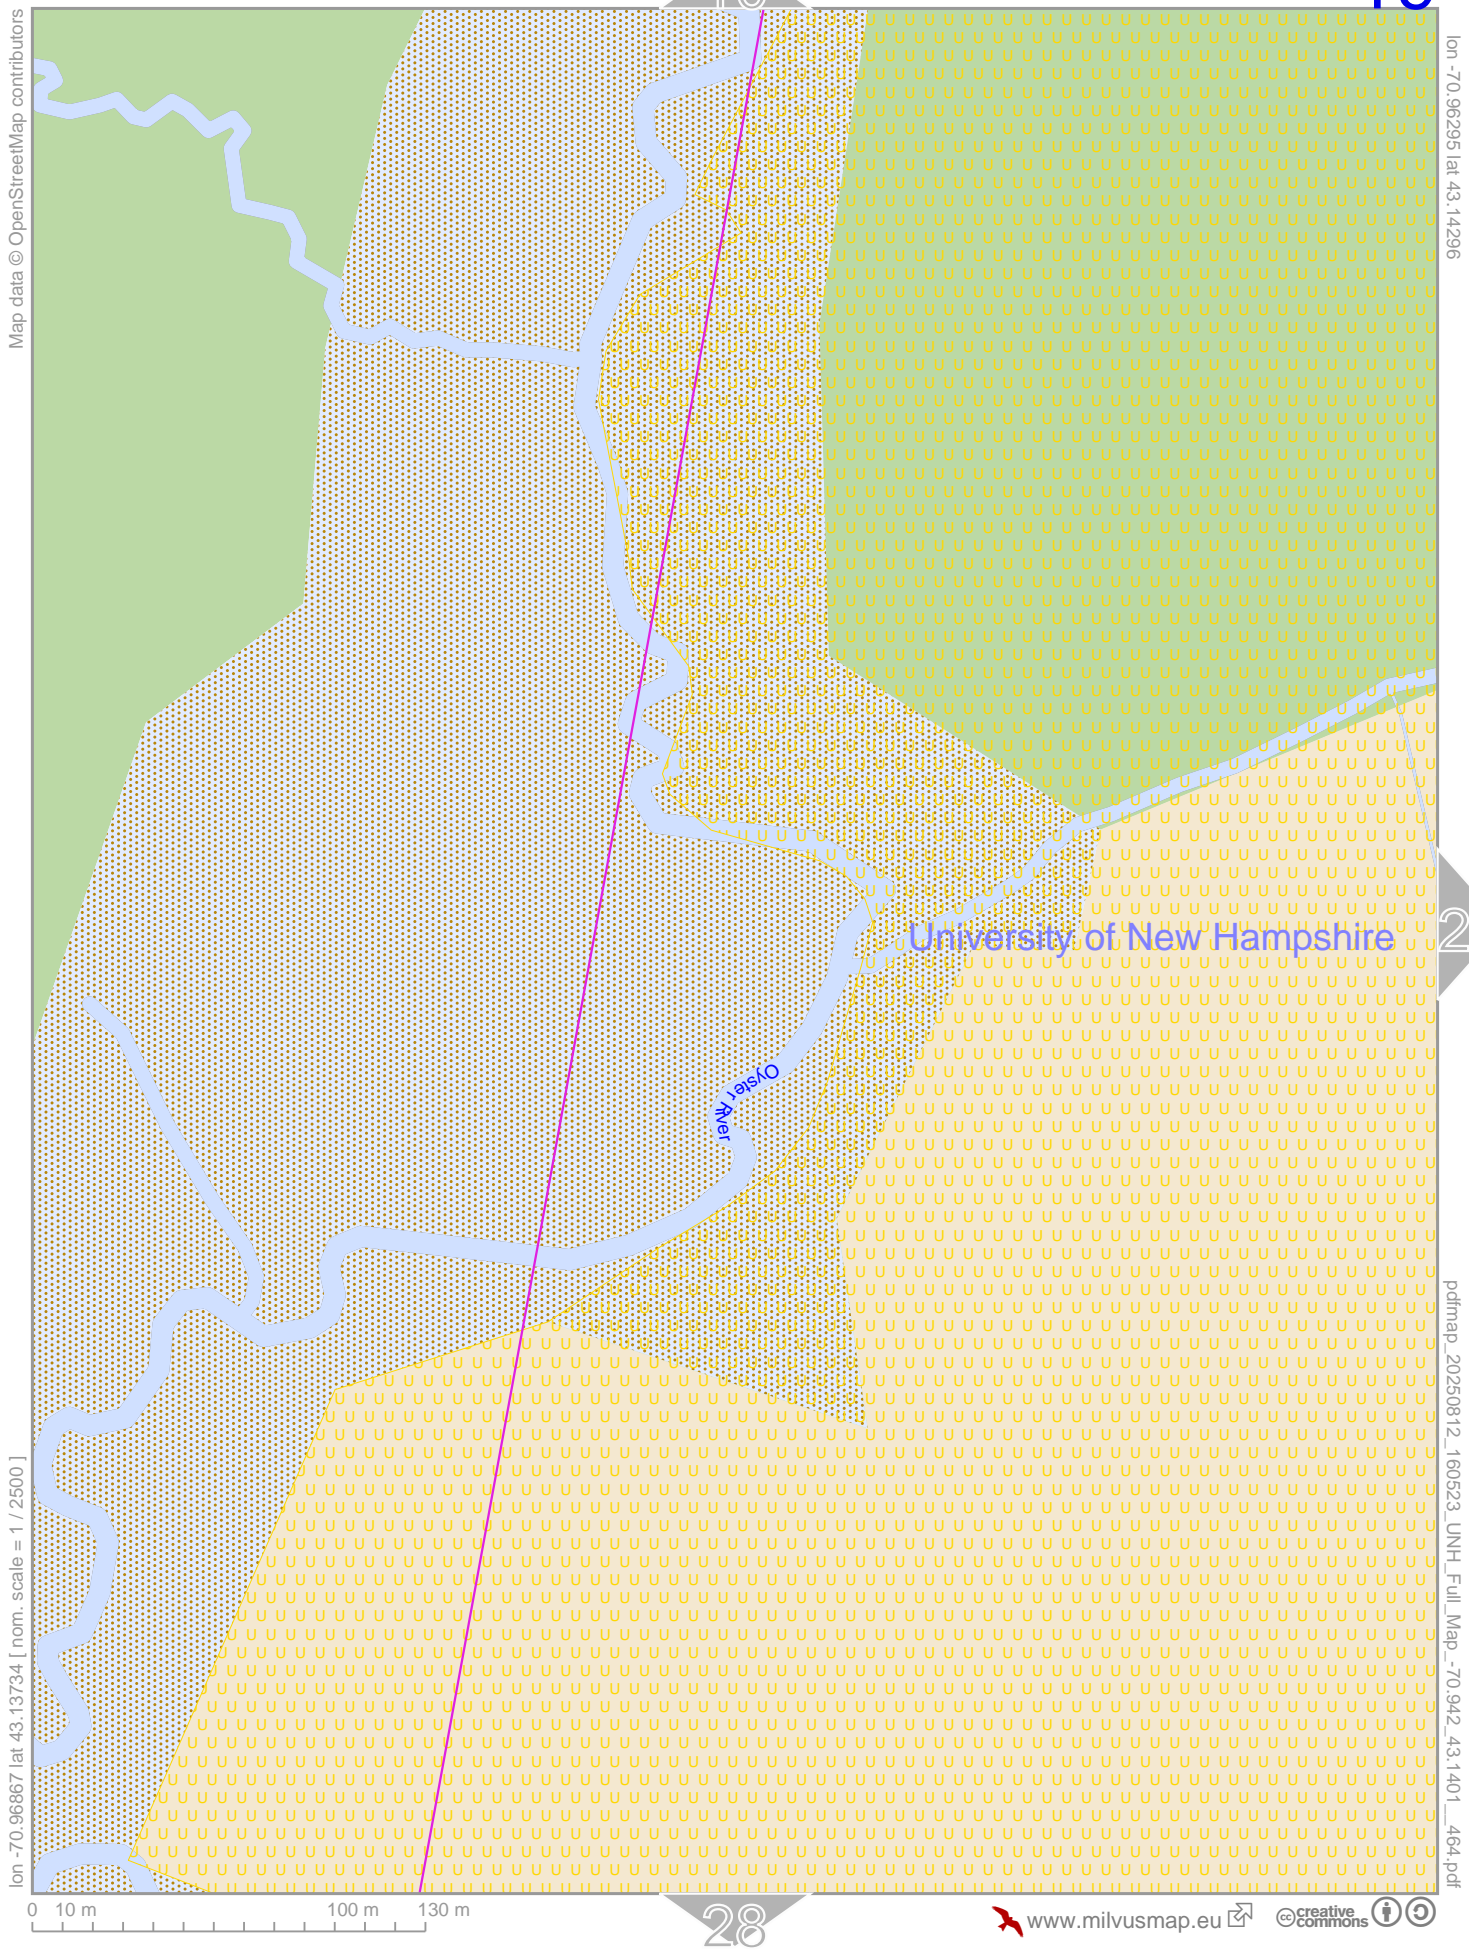 Map data © OpenStreetMap contributors
lon -70.96295 lat 43.14296
University of New Hampshire
2
Oyster River
pdfmap_20250812_160523_UNH_Full_Map_-70.942_43.1401__464.pdf
lon -70.96867 lat 43.13734 [ nom. scale = 1 / 2500 ]
0 10 m 100 m 130 m
28
www.milvusmap.eu
cc creative commons